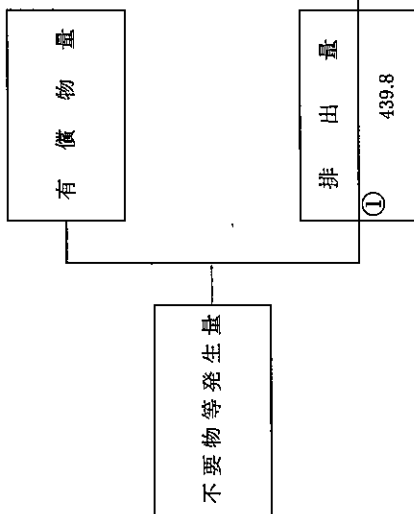 不要物等発生量
有償物量
排出量
①
439.8